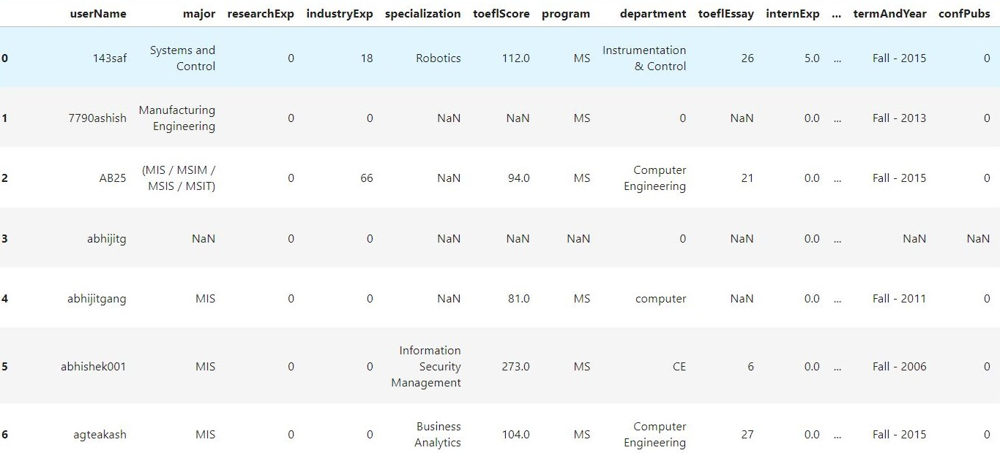 userName major researchExp industryExp specialization toeflScore program department toeflEssay internExp ... termAndYear confPubs
0 143saf Systems and Control 0 18 Robotics 112.0 MS Instrumentation & Control 26 5.0 ... Fall - 2015 0
1 7790ashish Manufacturing Engineering 0 0 NaN NaN MS 0 NaN 0.0 ... Fall - 2013 0
2 AB25 (MIS / MSIM / MSIS / MSIT) 0 66 NaN 94.0 MS Computer Engineering 21 0.0 ... Fall - 2015 0
3 abhijitg NaN 0 0 NaN NaN NaN 0 NaN 0.0 ... NaN NaN
4 abhijitgang MIS 0 0 NaN 81.0 MS computer NaN 0.0 ... Fall - 2011 0
5 abhishek001 MIS 0 0 Information Security Management 273.0 MS CE 6 0.0 ... Fall - 2006 0
6 agteakash MIS 0 0 Business Analytics 104.0 MS Computer Engineering 27 0.0 ... Fall - 2015 0